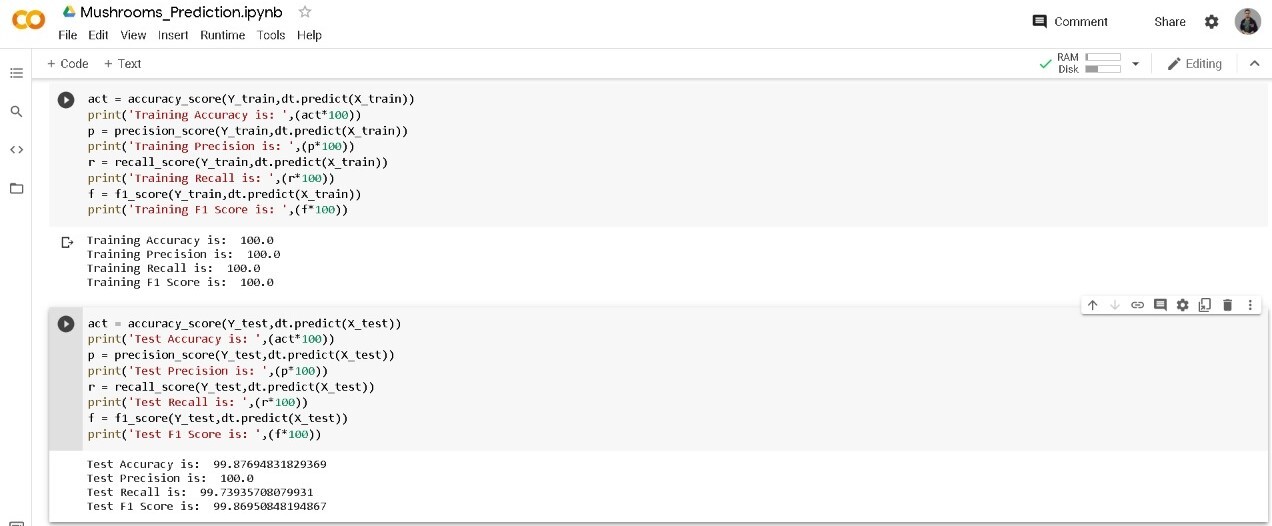 Mushrooms_Prediction.ipynb
File Edit View Insert Runtime Tools Help
Comment Share
+ Code + Text
RAM
Disk
Editing
act = accuracy_score(Y_train,dt.predict(X_train))
print('Training Accuracy is: ',(act*100))
p = precision_score(Y_train,dt.predict(X_train))
print('Training Precision is: ',(p*100))
r = recall_score(Y_train,dt.predict(X_train))
print('Training Recall is: ',(r*100))
f = f1_score(Y_train,dt.predict(X_train))
print('Training F1 Score is: ',(f*100))
Training Accuracy is:  100.0
Training Precision is:  100.0
Training Recall is:  100.0
Training F1 Score is:  100.0
act = accuracy_score(Y_test,dt.predict(X_test))
print('Test Accuracy is: ',(act*100))
p = precision_score(Y_test,dt.predict(X_test))
print('Test Precision is: ',(p*100))
r = recall_score(Y_test,dt.predict(X_test))
print('Test Recall is: ',(r*100))
f = f1_score(Y_test,dt.predict(X_test))
print('Test F1 Score is: ',(f*100))
Test Accuracy is:  99.87694831829369
Test Precision is:  100.0
Test Recall is:  99.73935708079931
Test F1 Score is:  99.86950848194867